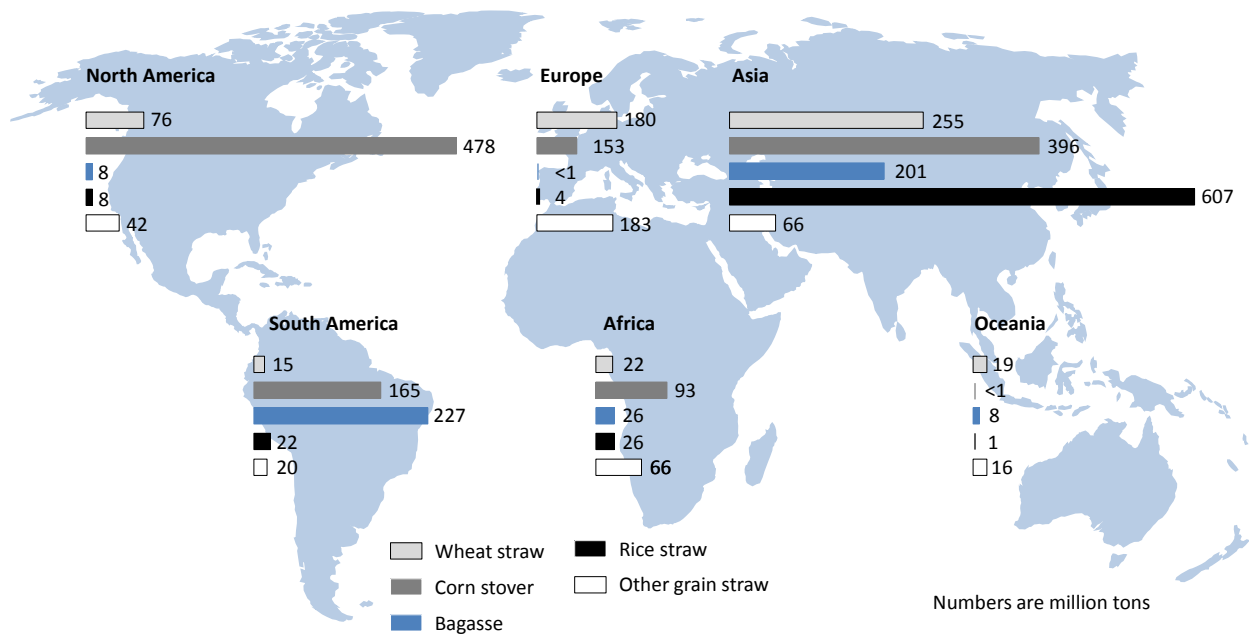 North America
76
478
8
8
42
Europe
180
153
<1
4
183
Asia
255
396
201
607
66
South America
15
165
227
22
20
Africa
22
93
26
26
66
Oceania
19
<1
8
1
16
Wheat straw
Rice straw
Corn stover
Other grain straw
Bagasse
Numbers are million tons